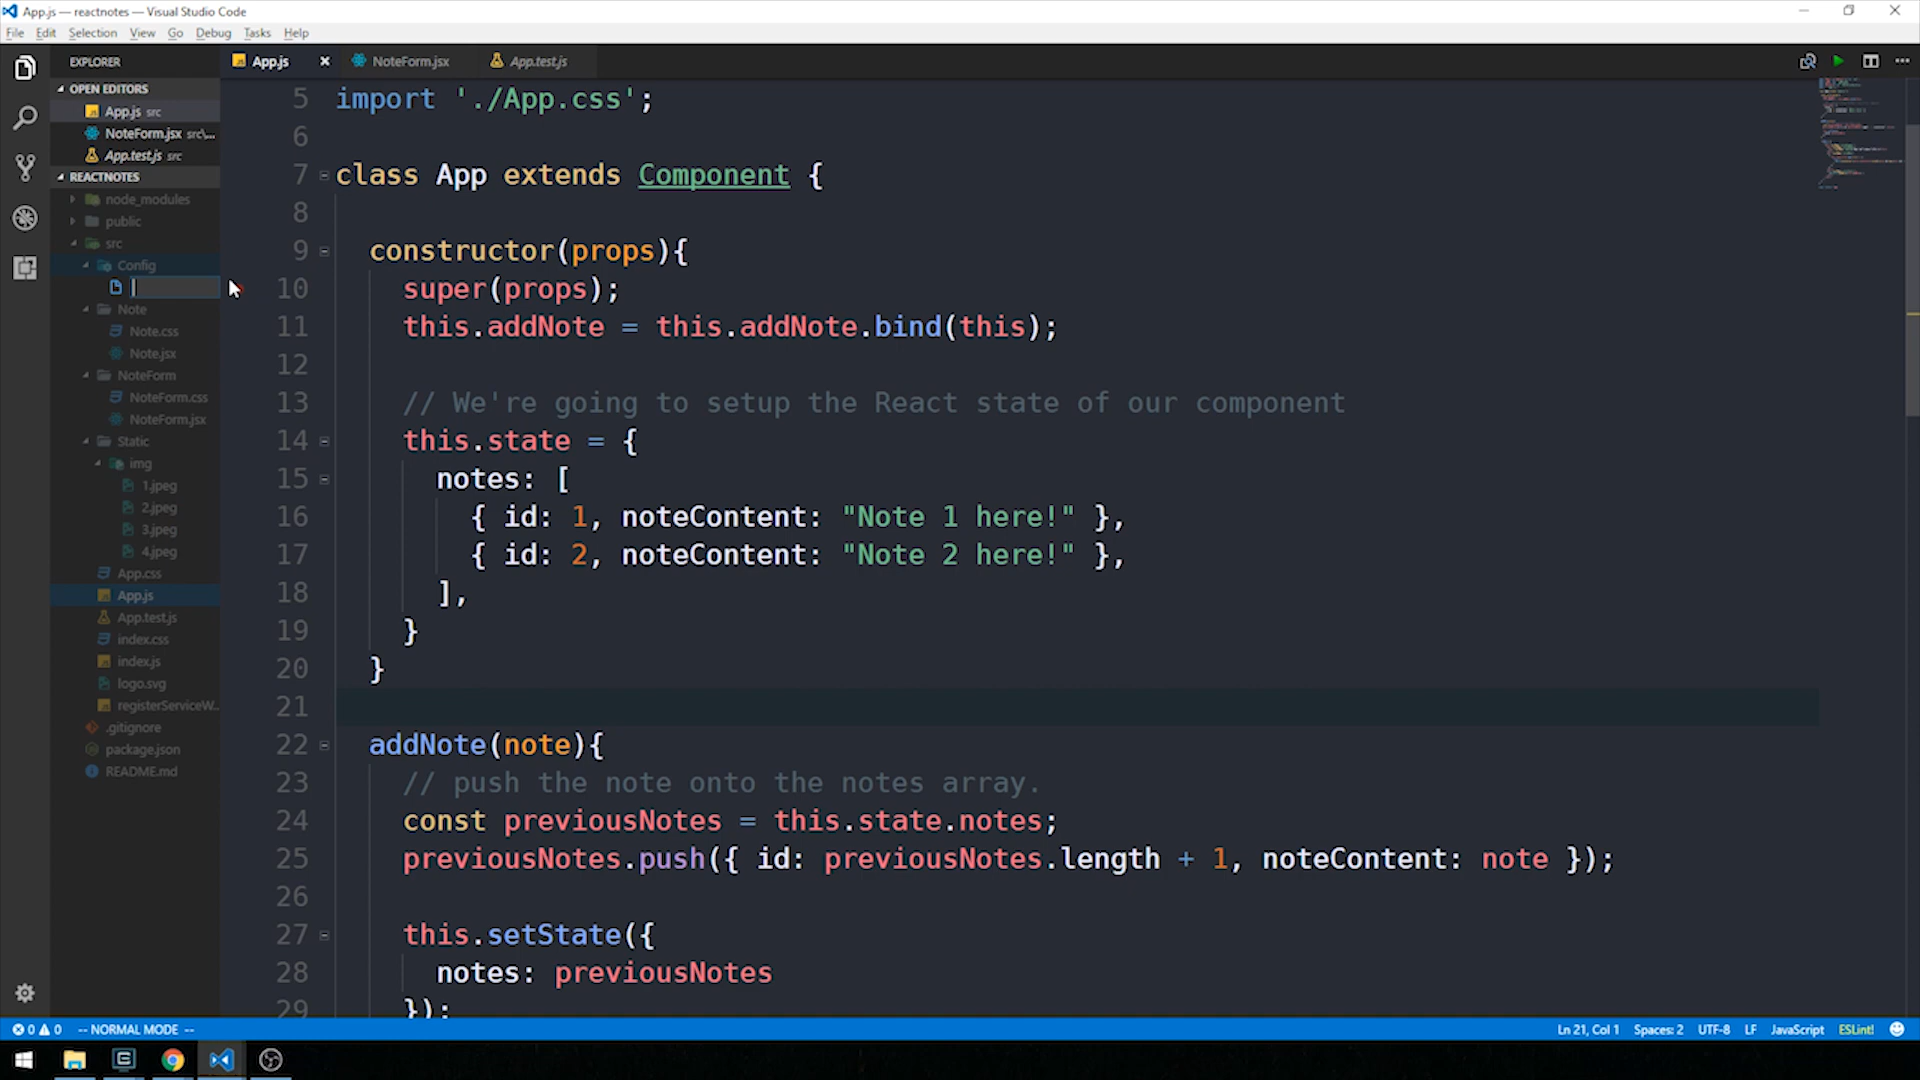 App.js — reactnotes — Visual Studio Code
File Edit Selection View Go Debug Tasks Help
EXPLORER
OPEN EDITORS
App.js src
NoteForm.jsx src\...
App.test.js src
REACTNOTES
node_modules
public
src
Config
Note
Note.css
Note.jsx
NoteForm
NoteForm.css
NoteForm.jsx
Static
img
1.jpeg
2.jpeg
3.jpeg
4.jpeg
App.css
App.js
App.test.js
index.css
index.js
logo.svg
registerServiceW...
.gitignore
package.json
README.md
App.js NoteForm.jsx App.test.js
5 import './App.css';
6
7 class App extends Component {
8
9 constructor(props){
10 super(props);
11 this.addNote = this.addNote.bind(this);
12
13 // We're going to setup the React state of our component
14 this.state = {
15 notes: [
16 { id: 1, noteContent: "Note 1 here!" },
17 { id: 2, noteContent: "Note 2 here!" },
18 ],
19 }
20 }
21
22 addNote(note){
23 // push the note onto the notes array.
24 const previousNotes = this.state.notes;
25 previousNotes.push({ id: previousNotes.length + 1, noteContent: note });
26
27 this.setState({
28 notes: previousNotes
29 });
0 0 -- NORMAL MODE --
Ln 21, Col 1 Spaces: 2 UTF-8 LF JavaScript ESLint!